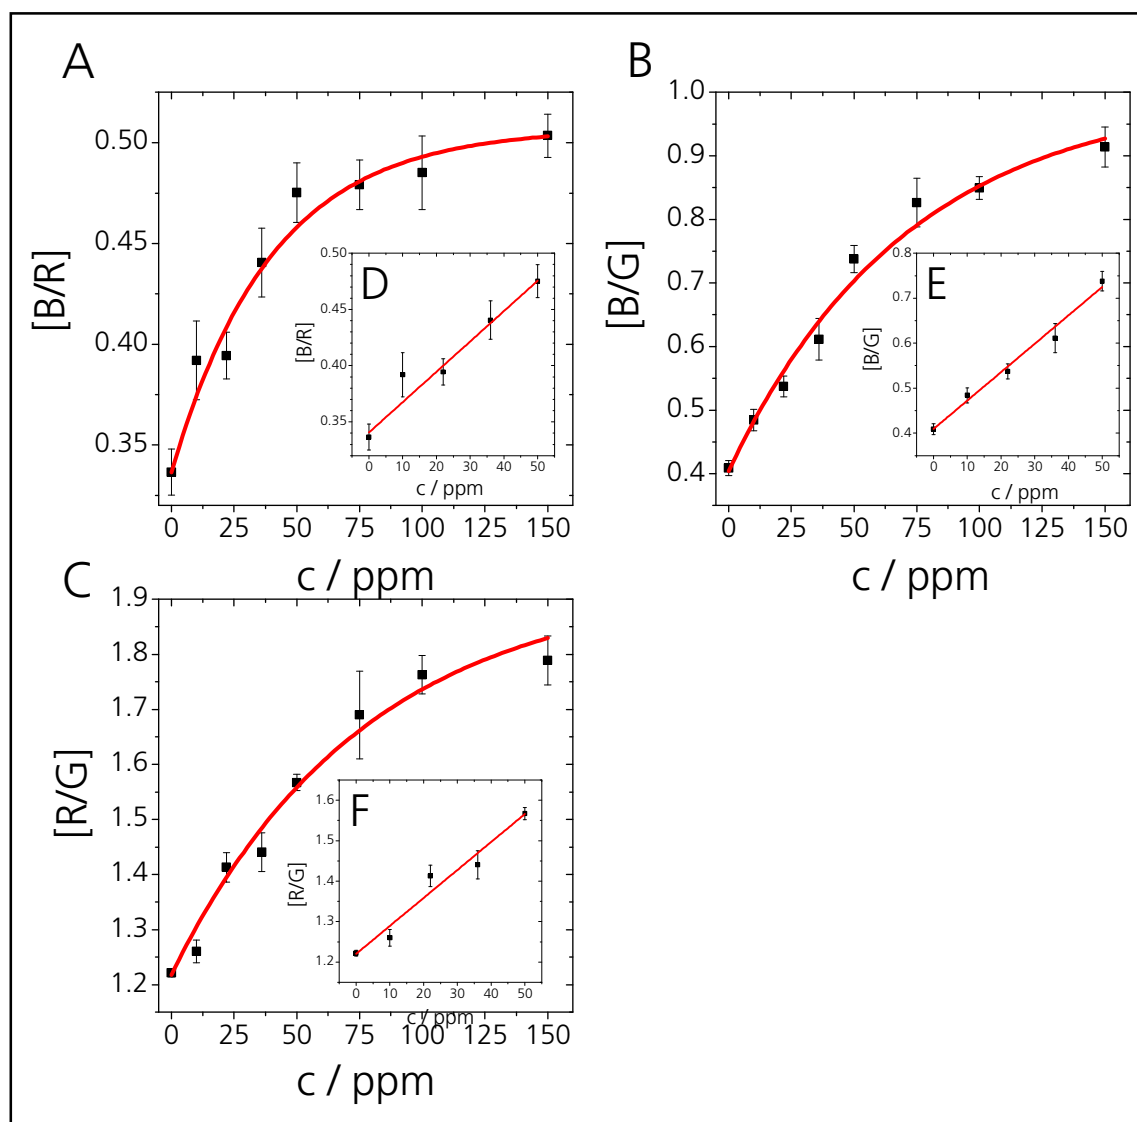 A
[B/R]
0.50
0.45
0.40
0.35
0 25 50 75 100 125 150
c / ppm
D
[B/R]
0.50
0.45
0.40
0.35
0 10 20 30 40 50
c / ppm
B
[B/G]
1.0
0.9
0.8
0.7
0.6
0.5
0.4
0 25 50 75 100 125 150
c / ppm
E
[B/G]
0.8
0.7
0.6
0.5
0.4
0 10 20 30 40 50
c / ppm
C
[R/G]
1.9
1.8
1.7
1.6
1.5
1.4
1.3
1.2
0 25 50 75 100 125 150
c / ppm
F
[R/G]
1.6
1.5
1.4
1.3
1.2
0 10 20 30 40 50
c / ppm